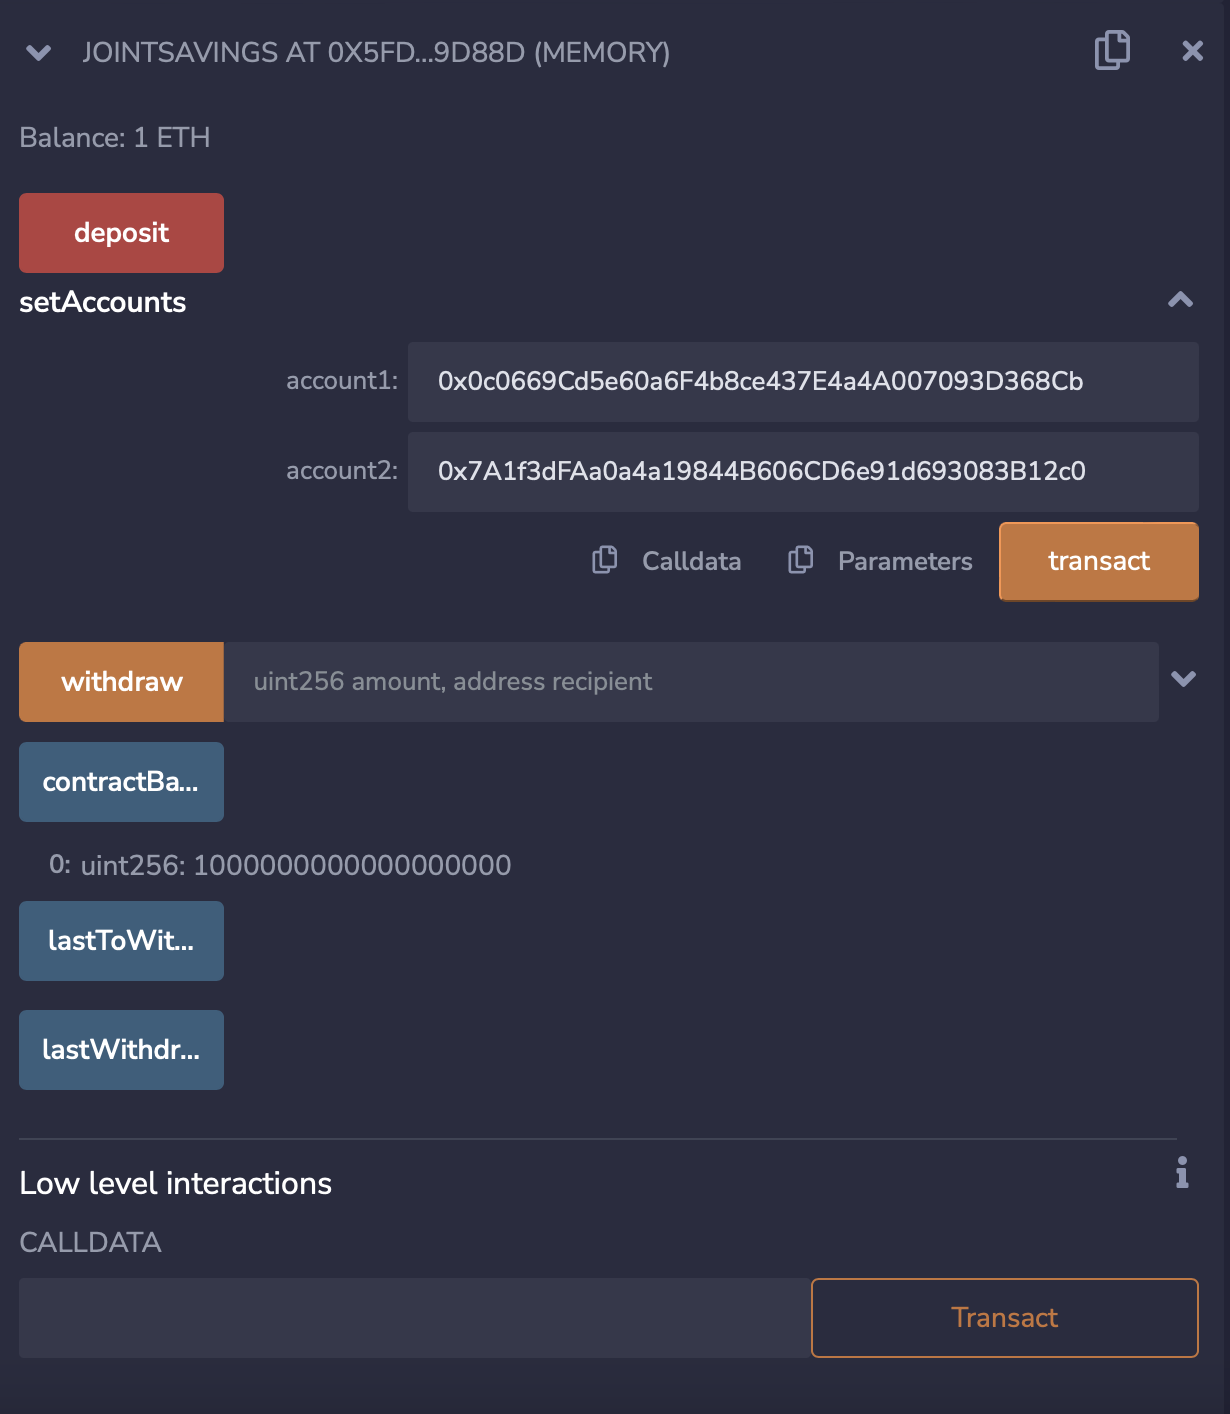 JOINTSAVINGS AT 0X5FD...9D88D (MEMORY)
Balance: 1 ETH
deposit
setAccounts
account1: 0x0c0669Cd5e60a6F4b8ce437E4a4A007093D368Cb
account2: 0x7A1f3dFAa0a4a19844B606CD6e91d693083B12c0
Calldata Parameters transact
withdraw uint256 amount, address recipient
contractBa...
0: uint256: 1000000000000000000
lastToWit...
lastWithdr...
Low level interactions
CALLDATA
Transact